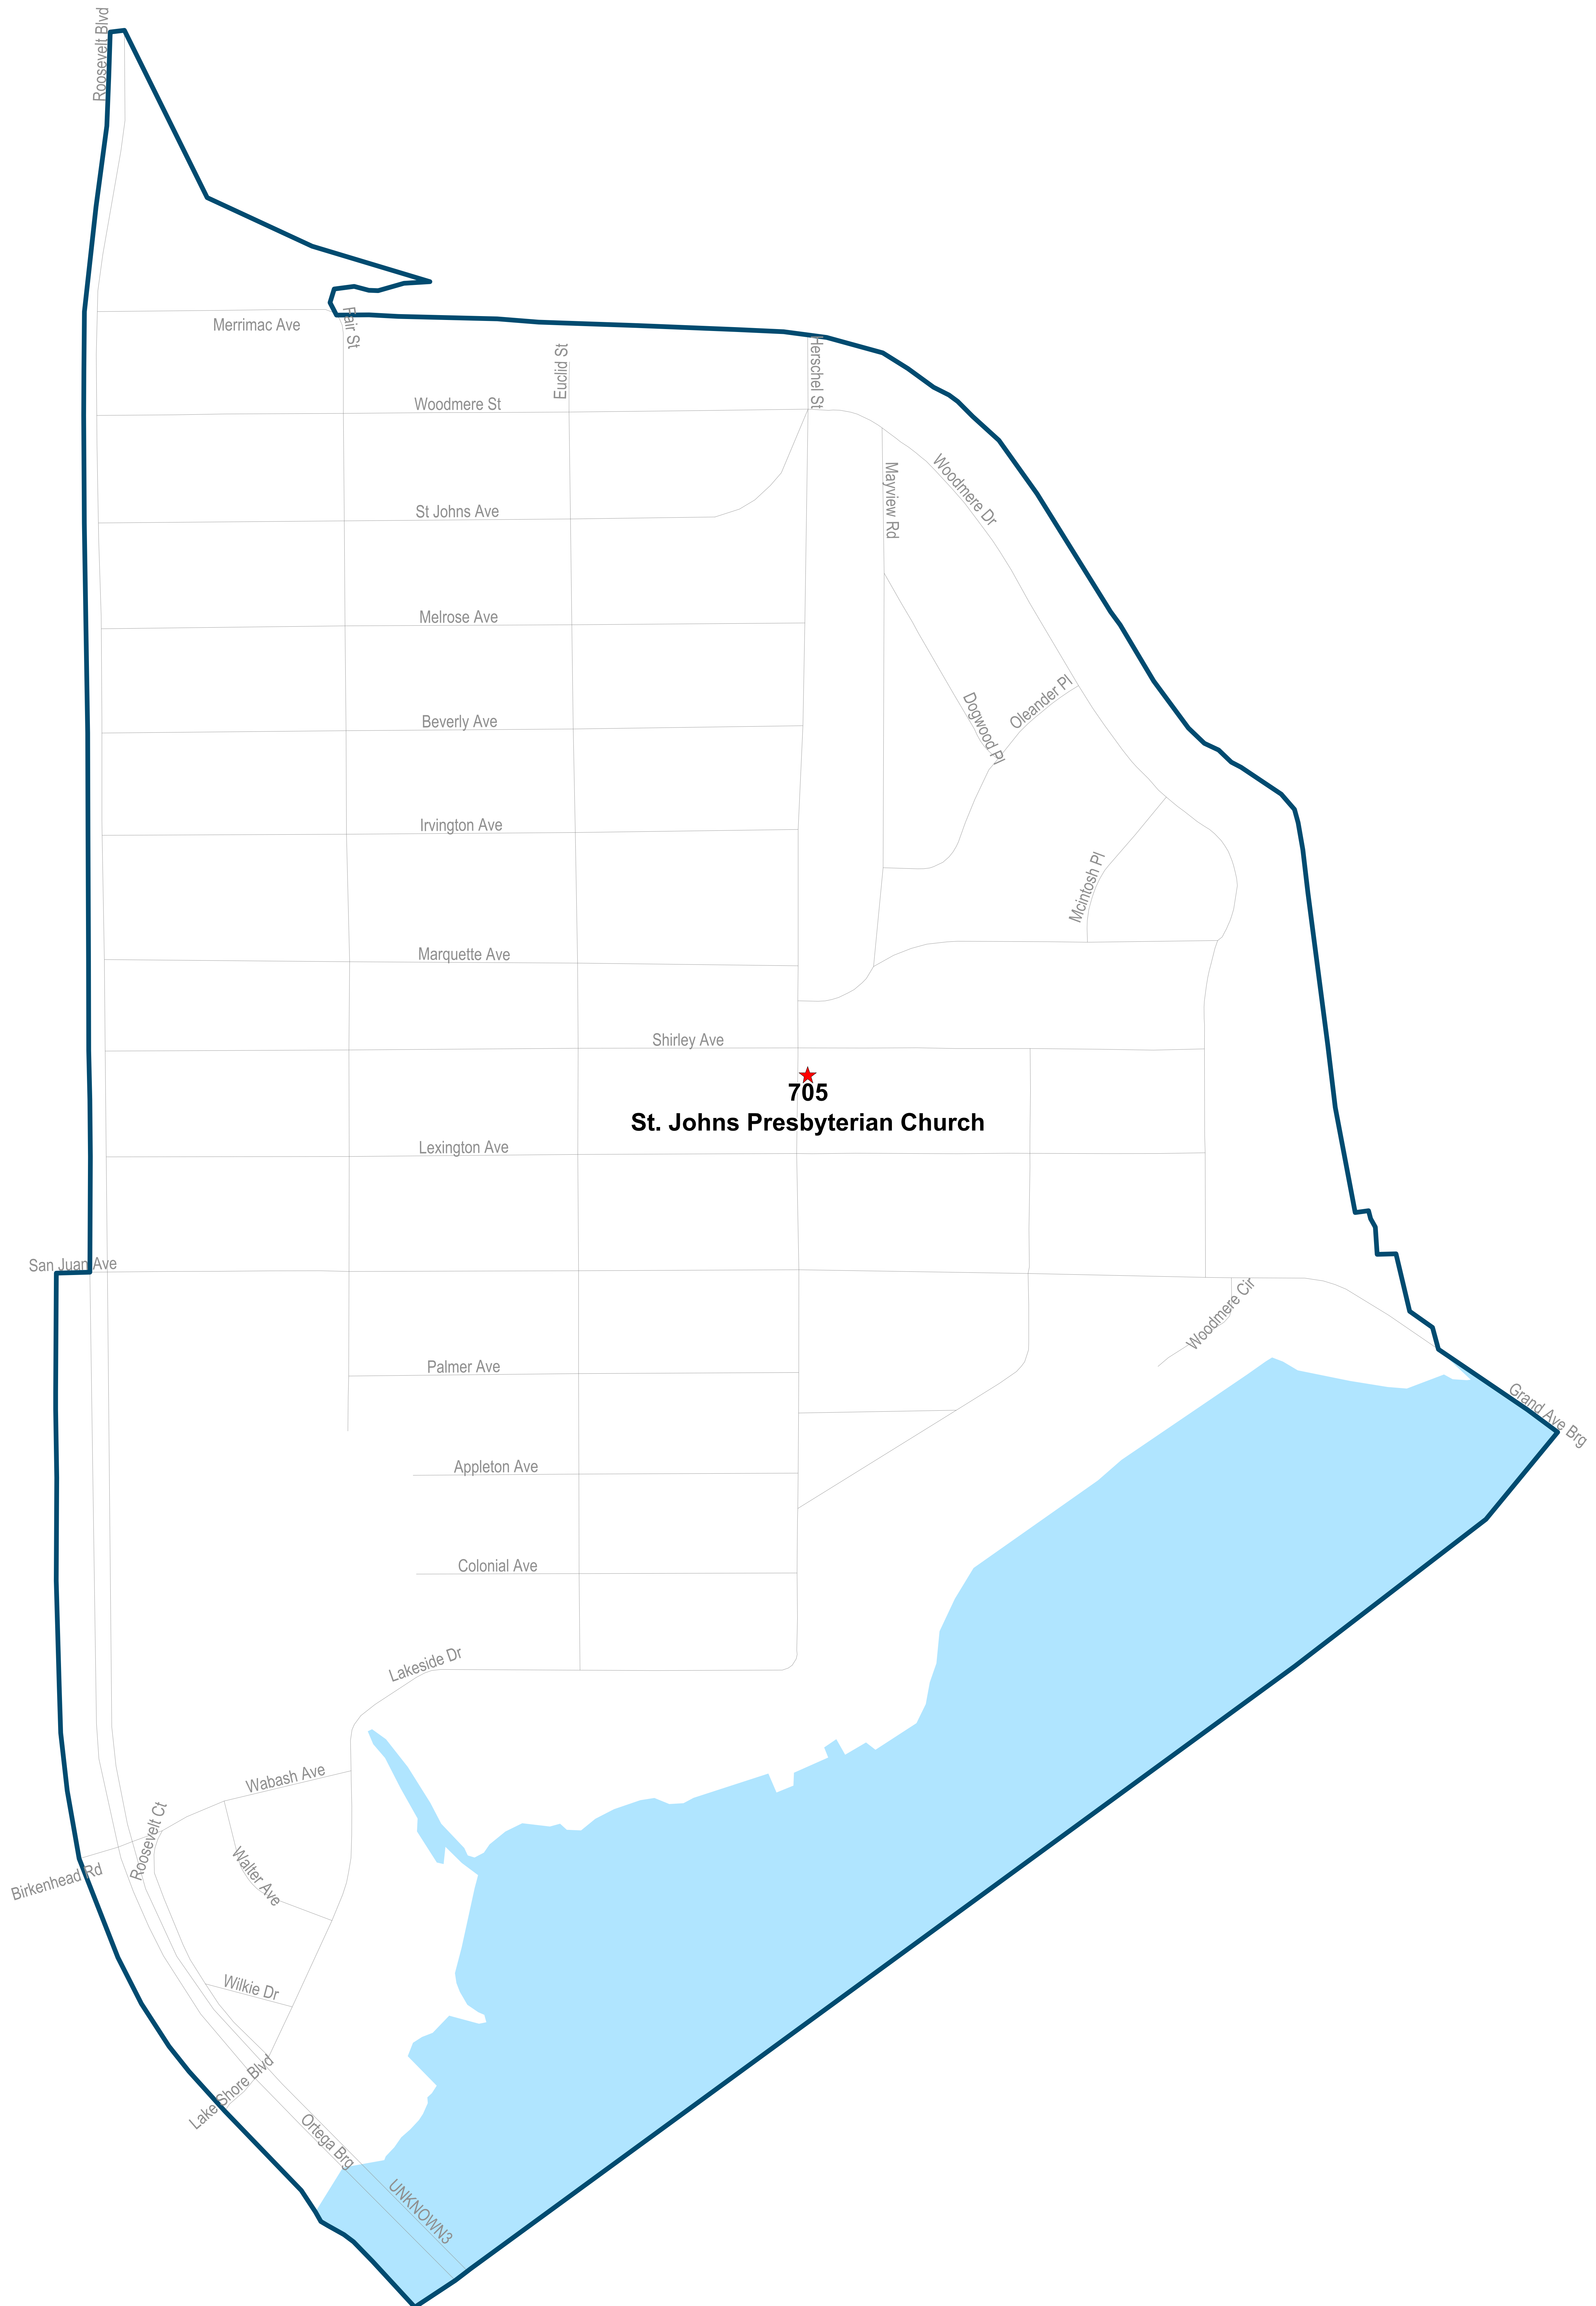 Roosevelt Blvd
Merrimac Ave
Fair St
Euclid St
Herschel St
Woodmere St
Mayview Rd
Woodmere Dr
St Johns Ave
Melrose Ave
Dogwood Pl
Oleander Pl
Beverly Ave
Irvington Ave
Mcintosh Pl
Marquette Ave
Shirley Ave
705
St. Johns Presbyterian Church
Lexington Ave
San Juan Ave
Woodmere Cir
Palmer Ave
Grand Ave Brg
Appleton Ave
Colonial Ave
Lakeside Dr
Wabash Ave
Roosevelt Ct
Walter Ave
Birkenhead Rd
Wilkie Dr
Lake Shore Blvd
Ortega Brg
UNKNOWN3